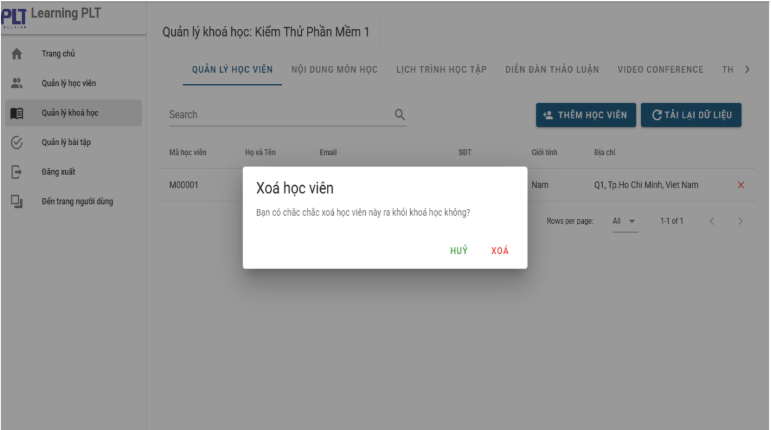 PLT Learning PLT
Trang chủ
Quản lý học viên
Quản lý khoá học
Quản lý bài tập
Đăng xuất
Đến trang người dùng
Quản lý khoá học: Kiểm Thử Phần Mềm 1
QUẢN LÝ HỌC VIÊN NỘI DUNG MÔN HỌC LỊCH TRÌNH HỌC TẬP DIỄN ĐÀN THẢO LUẬN VIDEO CONFERENCE TH
Search THÊM HỌC VIÊN TẢI LẠI DỮ LIỆU
Mã học viên Họ và Tên Email SĐT Giới tính Địa chỉ
M00001 Nam Q1, Tp.Ho Chi Minh, Viet Nam
Rows per page: All 1-1 of 1
Xoá học viên
Bạn có chắc chắc xoá học viên này ra khỏi khoá học không?
HUỶ XOÁ